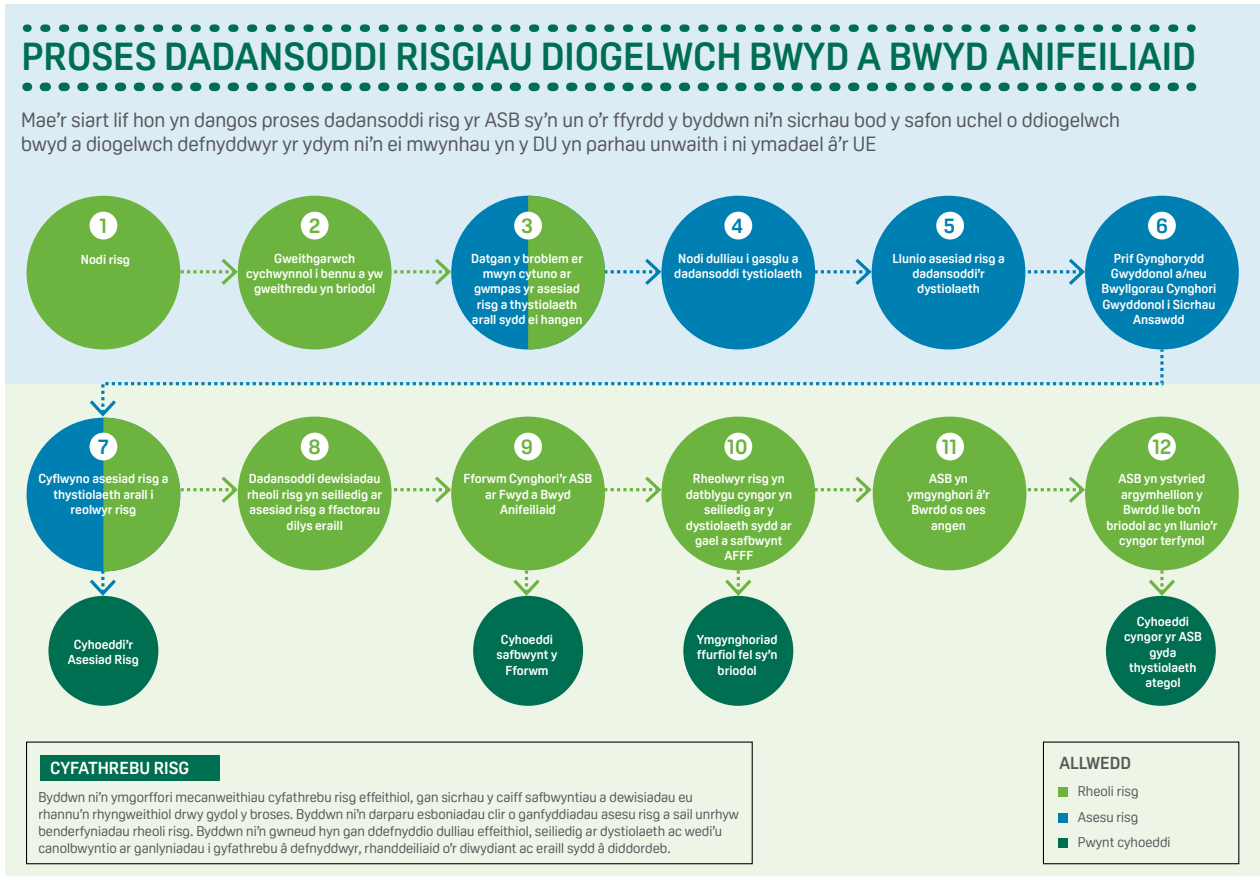 PROSES DADANSODDI RISGIAU DIOGELWCH BWYD A BWYD ANIFEILIAID
Mae'r siart lif hon yn dangos proses dadansoddi risg yr ASB sy'n un o'r ffyrdd y byddwn ni'n sicrhau bod y safon uchel o ddiogelwch
bwyd a diogelwch defnyddwyr yr ydym ni'n ei mwynhau yn y DU yn parhau unwaith i ni ymadael â'r UE
1
Nodi risg
2
Gweithgarwch
cychwynnol i bennu a yw
gweithredu yn briodol
3
Datgan y broblem er
mwyn cytuno ar
gwmpas yr asesiad
risg a thystiolaeth
arall sydd ei hangen
4
Nodi dulliau i gasglu a
dadansoddi tystiolaeth
5
Llunio asesiad risg a
dadansoddi'r
dystiolaeth
6
Prif Gynghorydd
Gwyddonol a/neu
Bwyllgorau Cynghori
Gwyddonol i Sicrhau
Ansawdd
7
Cyflwyno asesiad risg a
thystiolaeth arall i
reolwyr risg
8
Dadansoddi dewisiadau
rheoli risg yn seiliedig ar
asesiad risg a ffactorau
dilys eraill
9
Fforwm Cynghori'r ASB
ar Fwyd a Bwyd
Anifeiliaid
10
Rheolwyr risg yn
datblygu cyngor yn
seiliedig ar y
dystiolaeth sydd ar
gael a safbwynt
AFFF
11
ASB yn
ymgynghori â'r
Bwrdd os oes
angen
12
ASB yn ystyried
argymhellion y
Bwrdd lle bo'n
briodol ac yn llunio'r
cyngor terfynol
Cyhoeddi'r
Asesiad Risg
Cyhoeddi
safbwynt y
Fforwm
Ymgynghoriad
ffurfiol fel sy'n
briodol
Cyhoeddi
cyngor yr ASB
gyda
thystiolaeth
ategol
CYFATHREBU RISG
Byddwn ni'n ymgorffori mecanweithiau cyfathrebu risg effeithiol, gan sicrhau y caiff safbwyntiau a dewisiadau eu
rhannu'n rhyngweithiol drwy gydol y broses. Byddwn ni'n darparu esboniadau clir o ganfyddiadau asesu risg a sail unrhyw
benderfyniadau rheoli risg. Byddwn ni'n gwneud hyn gan ddefnyddio dulliau effeithiol, seiliedig ar dystiolaeth ac wedi'u
canolbwyntio ar ganlyniadau i gyfathrebu â defnyddwyr, rhanddeiliaid o'r diwydiant ac eraill sydd â diddordeb.
ALLWEDD
Rheoli risg
Asesu risg
Pwynt cyhoeddi